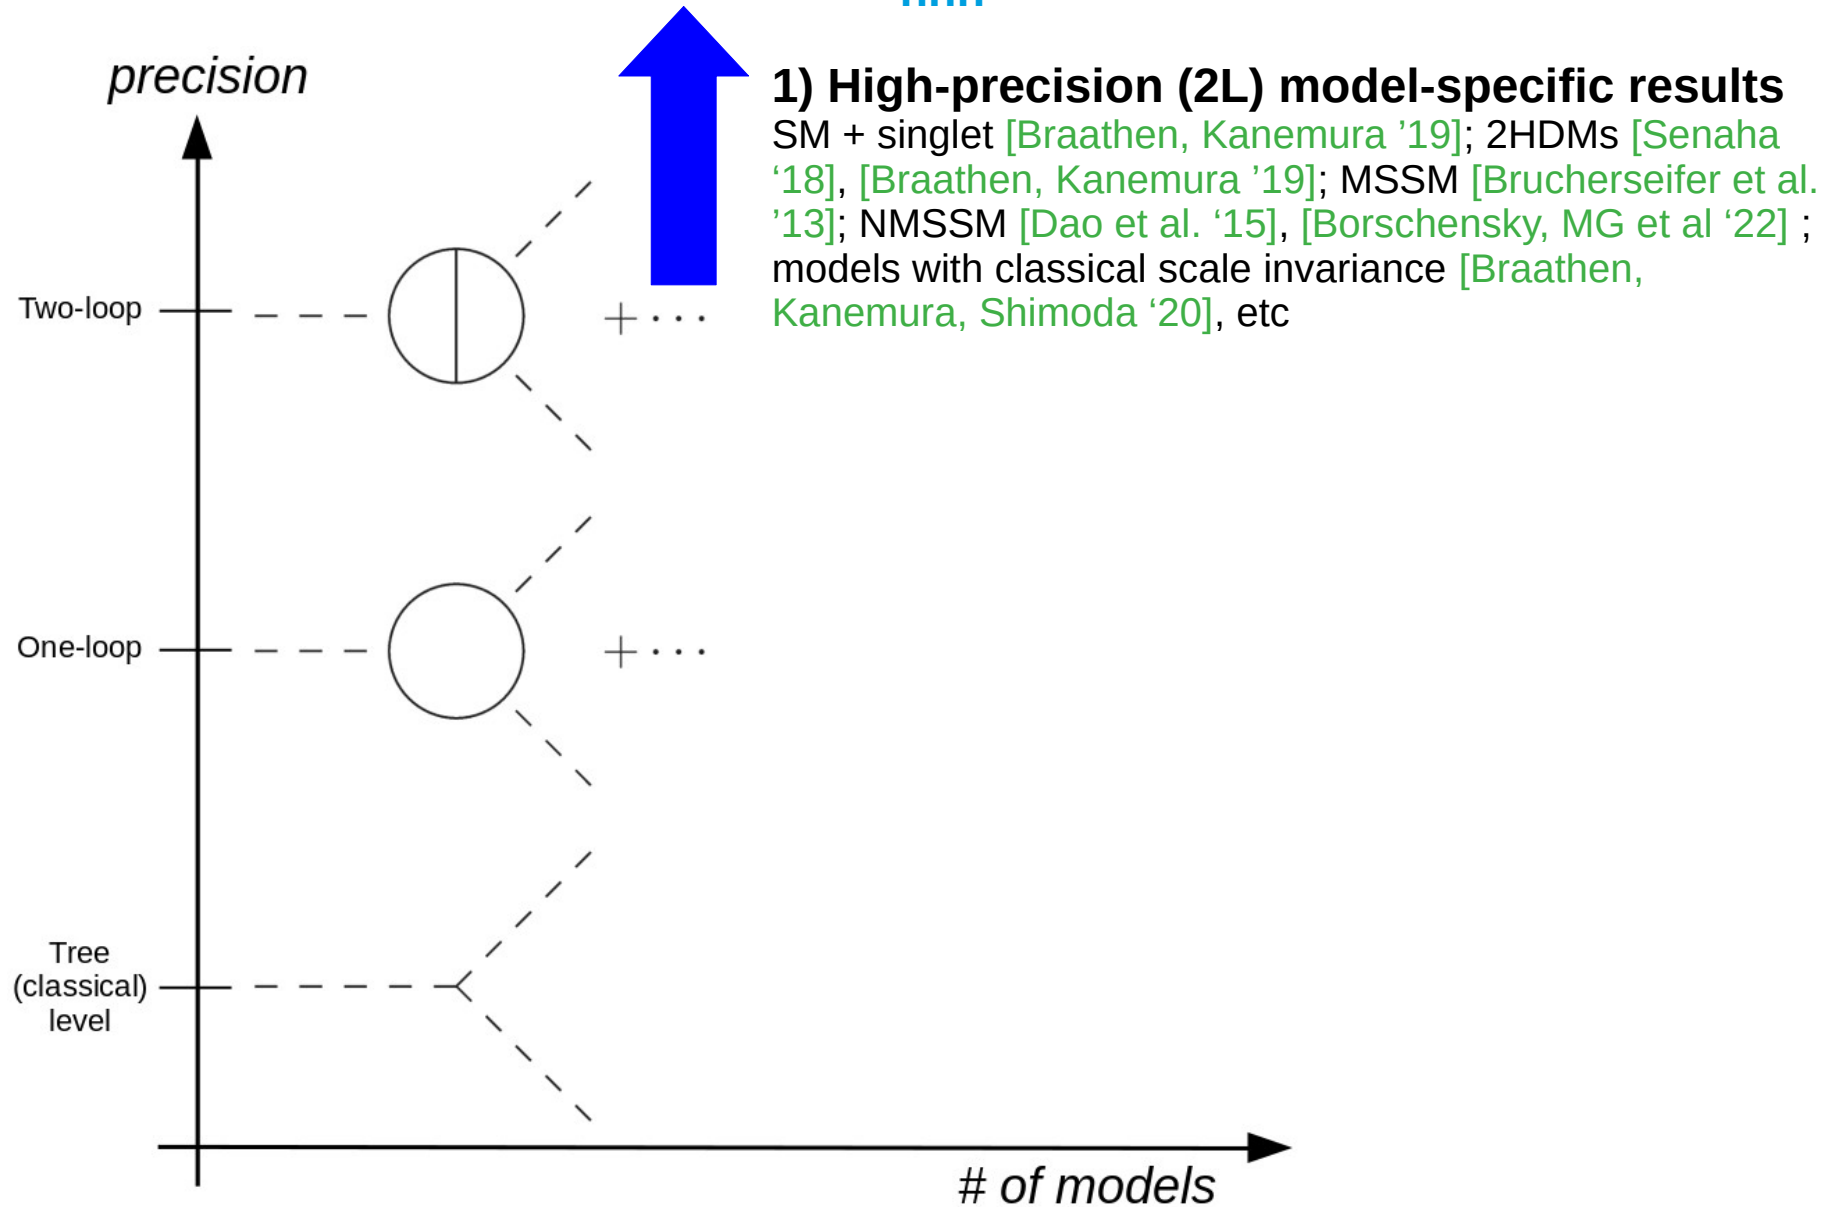 precision
1) High-precision (2L) model-specific results
SM + singlet [Braathen, Kanemura ’19]; 2HDMs [Senaha
‘18], [Braathen, Kanemura ’19]; MSSM [Brucherseifer et al.
’13]; NMSSM [Dao et al. ‘15], [Borschensky, MG et al ‘22] ;
models with classical scale invariance [Braathen,
Kanemura, Shimoda ‘20], etc
Two-loop
+···
One-loop
+···
Tree
(classical)
level
# of models